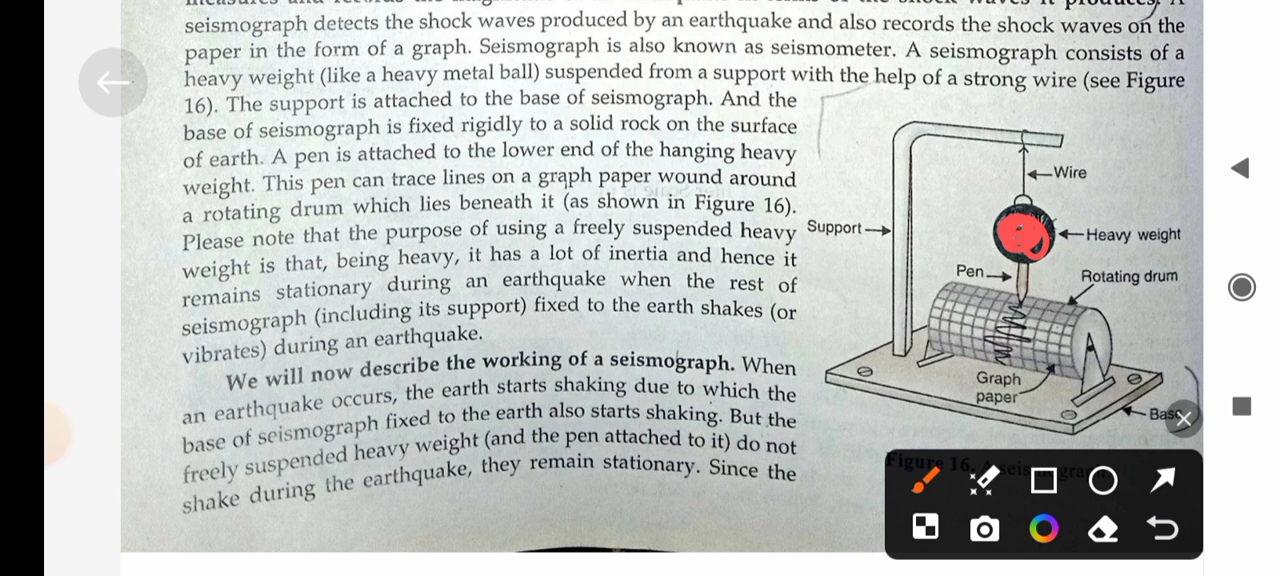 seismograph detects the shock waves produced by an earthquake and also records the shock waves on the
paper in the form of a graph. Seismograph is also known as seismometer. A seismograph consists of a
heavy weight (like a heavy metal ball) suspended from a support with the help of a strong wire (see Figure
16). The support is attached to the base of seismograph. And the
base of seismograph is fixed rigidly to a solid rock on the surface
of earth. A pen is attached to the lower end of the hanging heavy
weight. This pen can trace lines on a graph paper wound around
a rotating drum which lies beneath it (as shown in Figure 16).
Please note that the purpose of using a freely suspended heavy
weight is that, being heavy, it has a lot of inertia and hence it
remains stationary during an earthquake when the rest of
seismograph (including its support) fixed to the earth shakes (or
vibrates) during an earthquake.
We will now describe the working of a seismograph. When
an earthquake occurs, the earth starts shaking due to which the
base of seismograph fixed to the earth also starts shaking. But the
freely suspended heavy weight (and the pen attached to it) do not
shake during the earthquake, they remain stationary. Since the
Wire
Support
Heavy weight
Pen
Rotating drum
Graph
paper
Base
Figure 16. A